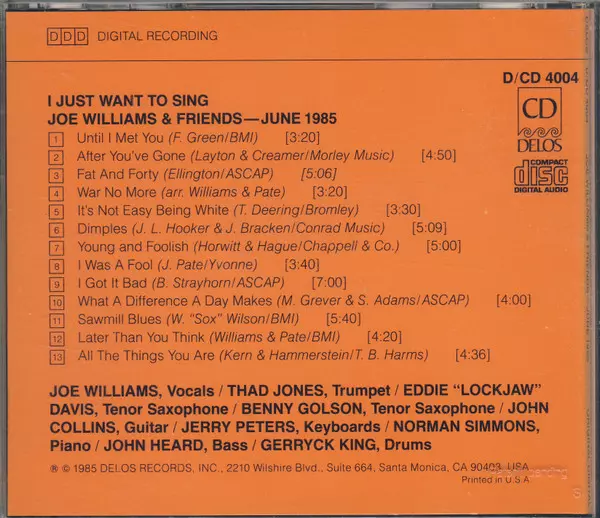 DDD DIGITAL RECORDING
D/CD 4004
CD
DELOS
COMPACT
disc
DIGITAL AUDIO
I JUST WANT TO SING
JOE WILLIAMS & FRIENDS—JUNE 1985
1 Until I Met You (F. Green/BMI) [3:20]
2 After You've Gone (Layton & Creamer/Morley Music) [4:50]
3 Fat And Forty (Ellington/ASCAP) [5:06]
4 War No More (arr. Williams & Pate) [3:20]
5 It's Not Easy Being White (T. Deering/Bromley) [3:30]
6 Dimples (J. L. Hooker & J. Bracken/Conrad Music) [5:09]
7 Young and Foolish (Horwitt & Hague/Chappell & Co.) [5:00]
8 I Was A Fool (J. Pate/Yvonne) [3:40]
9 I Got It Bad (B. Strayhorn/ASCAP) [7:00]
10 What A Difference A Day Makes (M. Grever & S. Adams/ASCAP) [4:00]
11 Sawmill Blues (W. "Sox" Wilson/BMI) [5:40]
12 Later Than You Think (Williams & Pate/BMI) [4:20]
13 All The Things You Are (Kern & Hammerstein/T. B. Harms) [4:36]
JOE WILLIAMS, Vocals / THAD JONES, Trumpet / EDDIE "LOCKJAW"
DAVIS, Tenor Saxophone / BENNY GOLSON, Tenor Saxophone / JOHN
COLLINS, Guitar / JERRY PETERS, Keyboards / NORMAN SIMMONS,
Piano / JOHN HEARD, Bass / GERRYCK KING, Drums
℗ © 1985 DELOS RECORDS, INC., 2210 Wilshire Blvd., Suite 664, Santa Monica, CA 90403, USA
Printed in U.S.A.